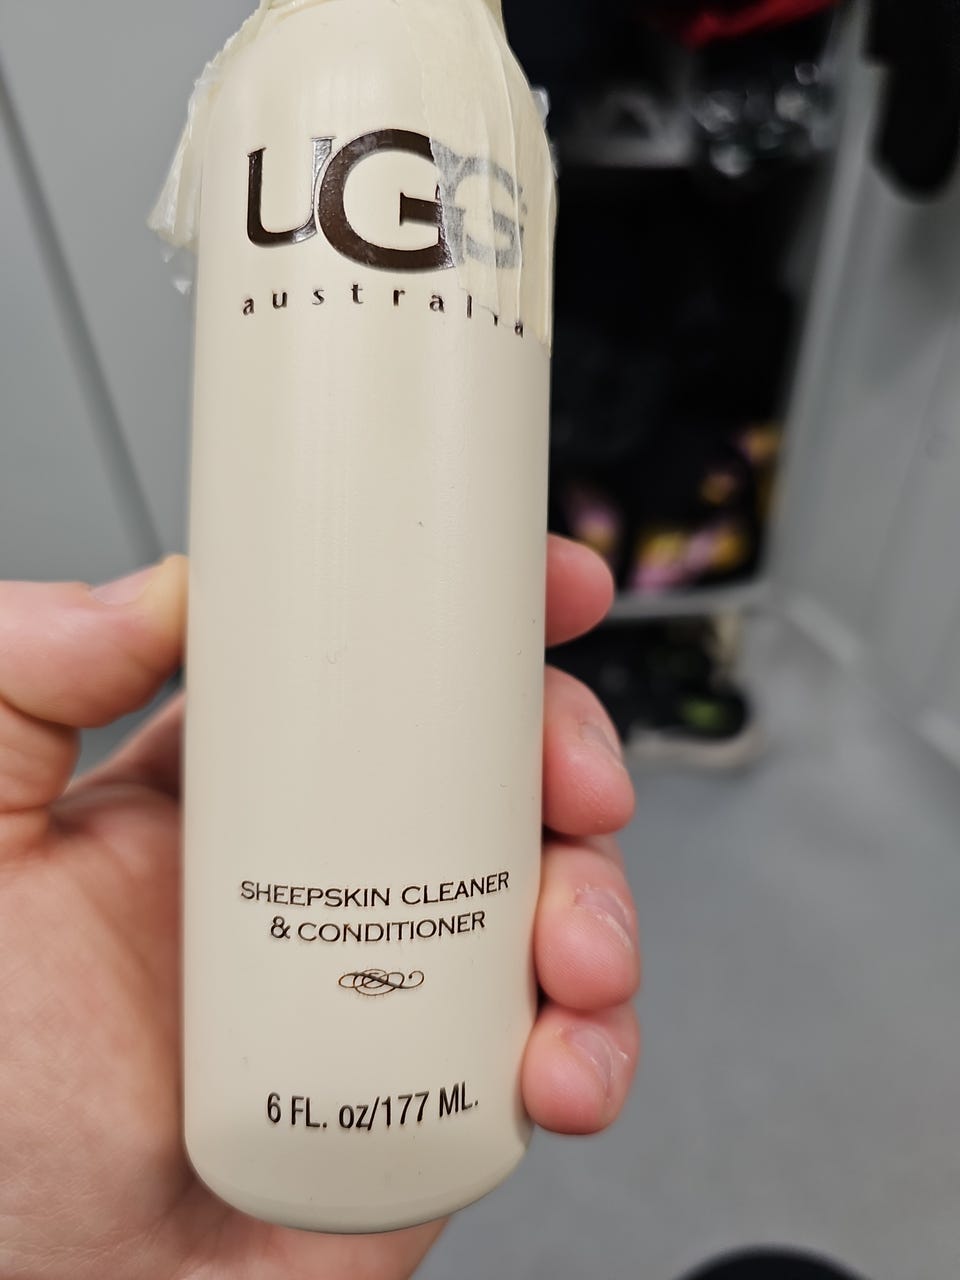 UGG
australia
SHEEPSKIN CLEANER
& CONDITIONER
6 FL. oz/177 ML.